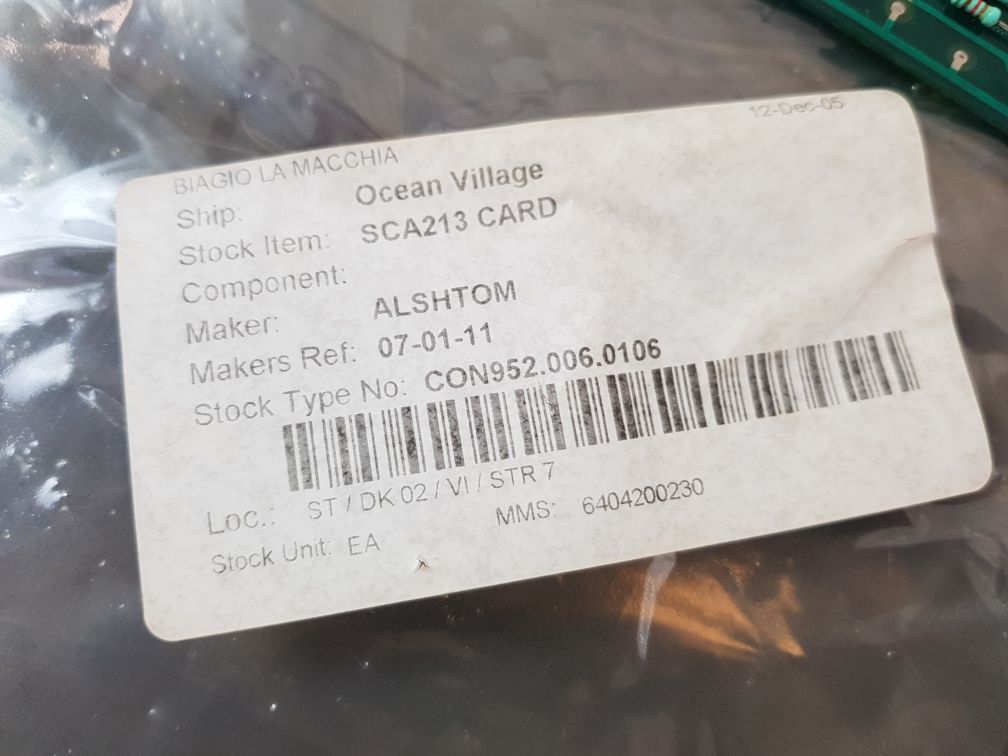 12-Dec-05
BIAGIO LA MACCHIA
Ship: Ocean Village
Stock Item: SCA213 CARD
Component:
Maker: ALSHTOM
Makers Ref: 07-01-11
Stock Type No: CON952.006.0106
Loc.: ST / DK 02 / VI / STR 7
Stock Unit: EA MMS: 6404200230